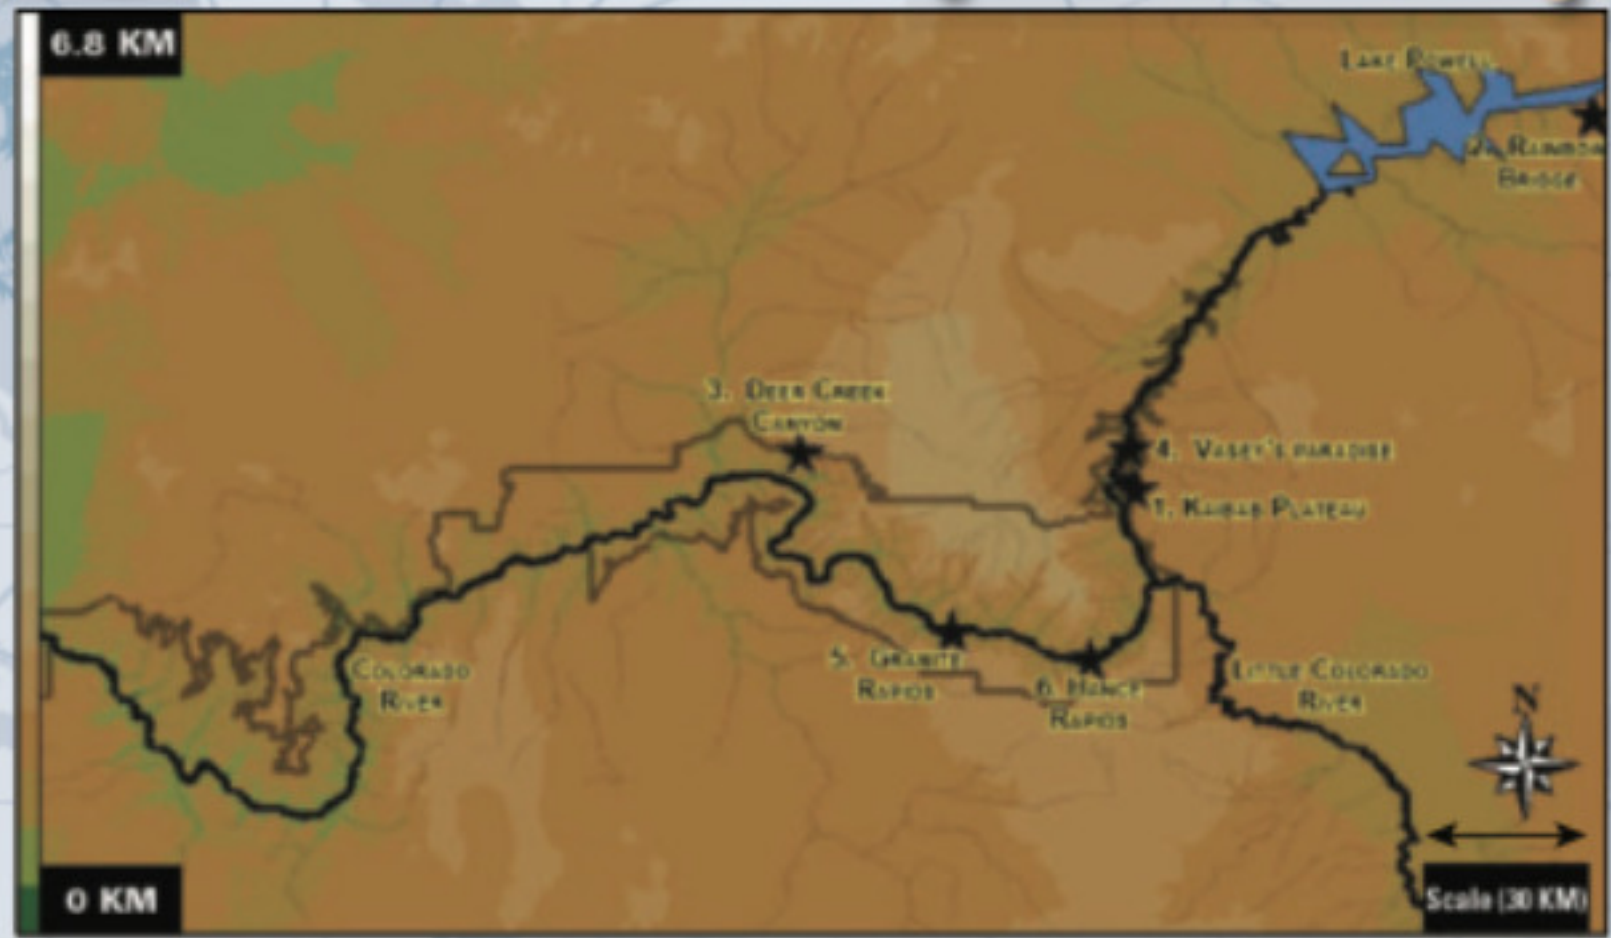 6.8 KM
LAKE POWELL
2. RAINBOW
BRIDGE
3. DEER CREEK
CANYON
4. VASEY'S PARADISE
1. KAIBAB PLATEAU
5. GRANITE
RAPIDS
6. HANCE
RAPIDS
COLORADO
RIVER
LITTLE COLORADO
RIVER
N
0 KM
Scale (30 KM)